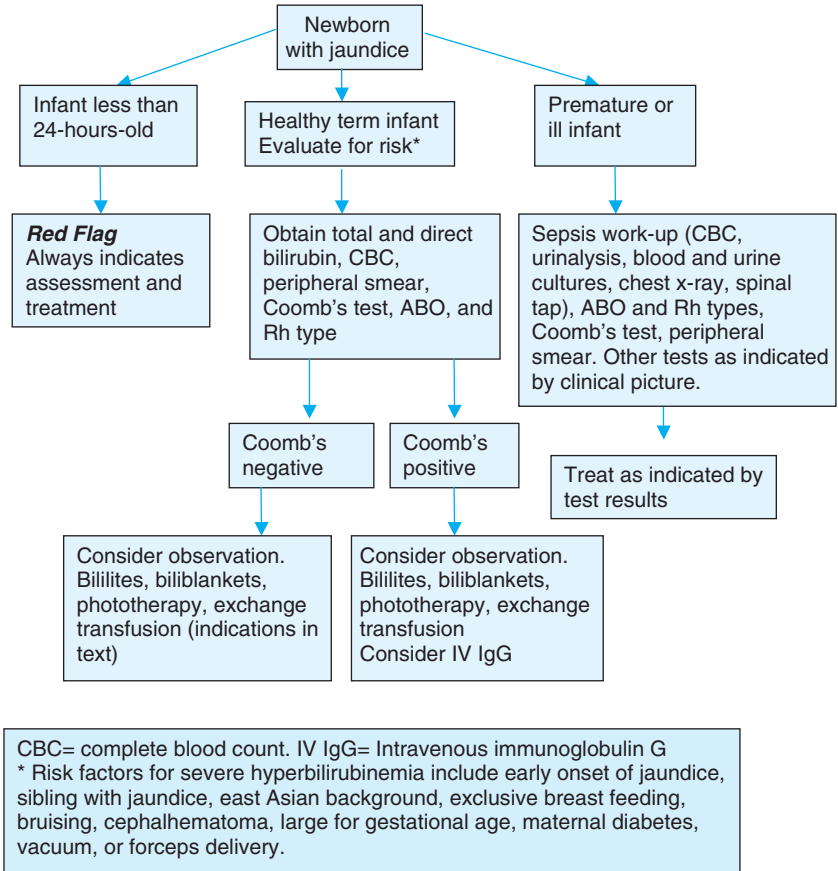 Newborn
with jaundice
Infant less than
24-hours-old
Healthy term infant
Evaluate for risk*
Premature or
ill infant
Red Flag
Always indicates
assessment and
treatment
Obtain total and direct
bilirubin, CBC,
peripheral smear,
Coomb's test, ABO, and
Rh type
Sepsis work-up (CBC,
urinalysis, blood and urine
cultures, chest x-ray, spinal
tap), ABO and Rh types,
Coomb's test, peripheral
smear. Other tests as indicated
by clinical picture.
Coomb's
negative
Coomb's
positive
Treat as indicated by
test results
Consider observation.
Bililites, biliblankets,
phototherapy, exchange
transfusion (indications in
text)
Consider observation.
Bililites, biliblankets,
phototherapy, exchange
transfusion
Consider IV IgG
CBC= complete blood count. IV IgG= Intravenous immunoglobulin G
* Risk factors for severe hyperbilirubinemia include early onset of jaundice,
sibling with jaundice, east Asian background, exclusive breast feeding,
bruising, cephalhematoma, large for gestational age, maternal diabetes,
vacuum, or forceps delivery.